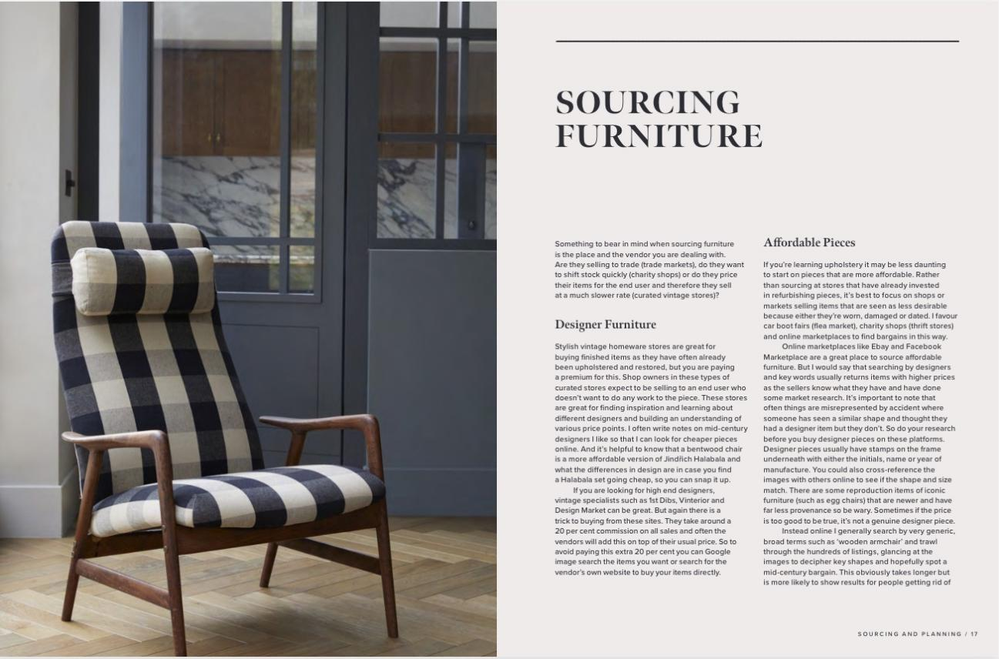 SOURCING
FURNITURE
Something to bear in mind when sourcing furniture
is the place and the vendor you are dealing with.
Are they selling to trade (trade markets), do they want
to shift stock quickly (charity shops) or do they price
their items for the end user and therefore they sell
at a much slower rate (curated vintage stores)?
Designer Furniture
Stylish vintage homeware stores are great for
buying finished items as they have often already
been upholstered and restored, but you are paying
a premium for this. Shop owners in these types of
curated stores expect to be selling to an end user who
doesn't want to do any work to the piece. These stores
are great for finding inspiration and learning about
different designers and building an understanding of
various price points. I often write notes on mid-century
designers I like so that I can look for cheaper pieces
online. And it's helpful to know that a bentwood chair
is a more affordable version of Jindřich Halabala and
what the differences in design are in case you find
a Halabala set going cheap, so you can snap it up.
If you are looking for high end designers,
vintage specialists such as 1st Dibs, Vinterior and
Design Market can be great. But again there is a
trick to buying from these sites. They take around a
20 per cent commission on all sales and often the
vendors will add this on top of their usual price. So to
avoid paying this extra 20 per cent you can Google
image search the items you want or search for the
vendor's own website to buy your items directly.
Affordable Pieces
If you're learning upholstery it may be less daunting
to start on pieces that are more affordable. Rather
than sourcing at stores that have already invested
in refurbishing pieces, it's best to focus on shops or
markets selling items that are seen as less desirable
because either they're worn, damaged or dated. I favour
car boot fairs (flea market), charity shops (thrift stores)
and online marketplaces to find bargains in this way.
Online marketplaces like Ebay and Facebook
Marketplace are a great place to source affordable
furniture. But I would say that searching by designers
and key words usually returns items with higher prices
as the sellers know what they have and have done
some market research. It's important to note that
often things are misrepresented by accident where
someone has seen a similar shape and thought they
had a designer item but they don't. So do your research
before you buy designer pieces on these platforms.
Designer pieces usually have stamps on the frame
underneath with either the initials, name or year of
manufacture. You could also cross-reference the
images with others online to see if the shape and size
match. There are some reproduction items of iconic
furniture (such as egg chairs) that are newer and have
far less provenance so be wary. Sometimes if the price
is too good to be true, it's not a genuine designer piece.
Instead online I generally search by very generic,
broad terms such as 'wooden armchair' and trawl
through the hundreds of listings, glancing at the
images to decipher key shapes and hopefully spot a
mid-century bargain. This obviously takes longer but
is more likely to show results for people getting rid of
SOURCING AND PLANNING / 17